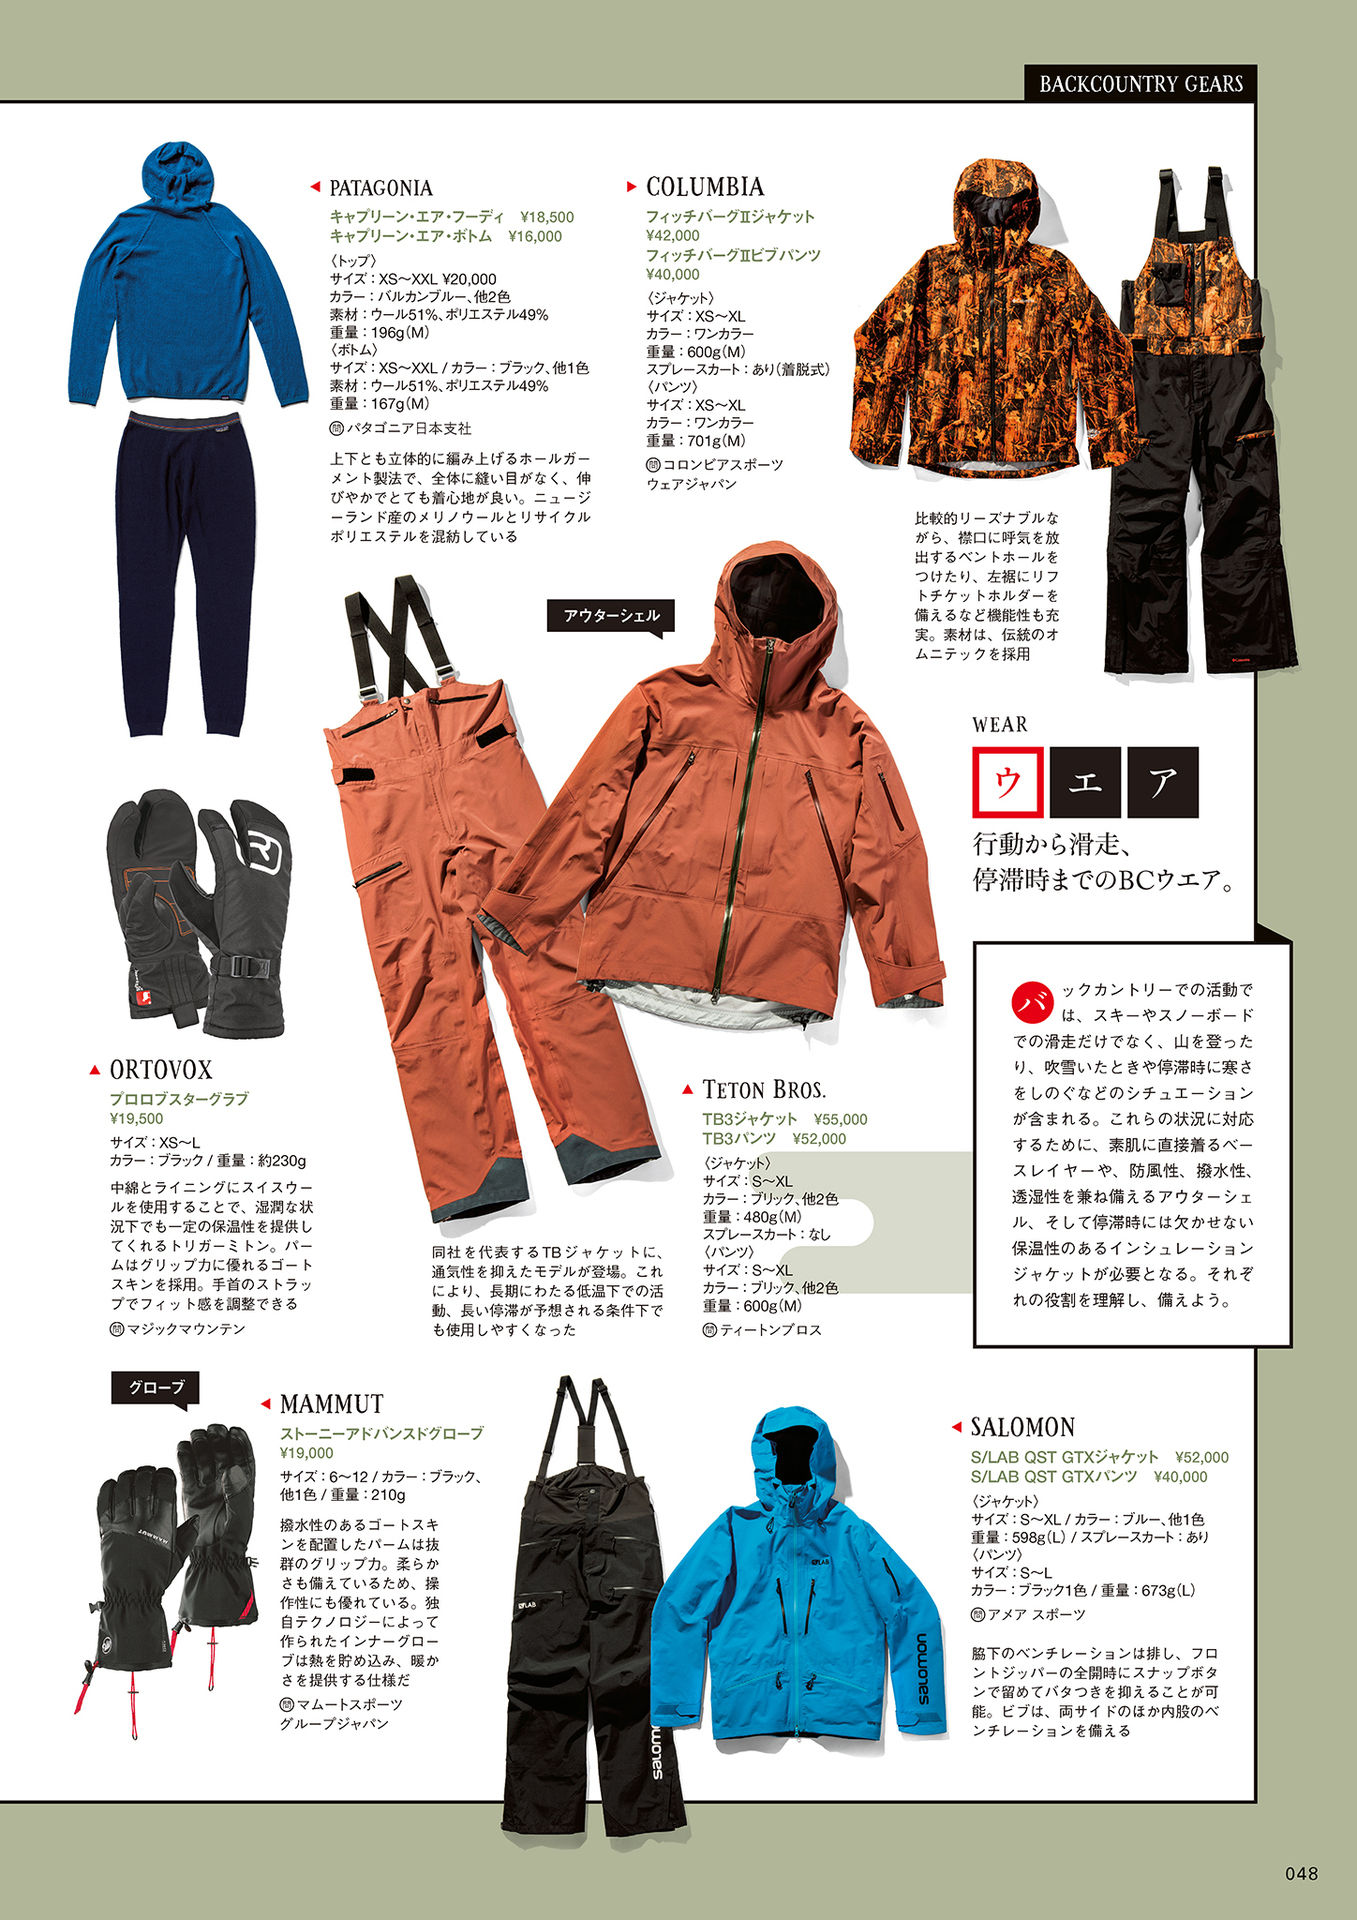 BACKCOUNTRY GEARS
PATAGONIA
キャプリーン・エア・フーディ　¥18,500
キャプリーン・エア・ボトム　¥16,000
〈トップ〉
サイズ：XS〜XXL ¥20,000
カラー：バルカンブルー、他2色
素材：ウール51%、ポリエステル49%
重量：196g（M）
〈ボトム〉
サイズ：XS〜XXL / カラー：ブラック、他1色
素材：ウール51%、ポリエステル49%
重量：167g（M）
問 パタゴニア日本支社
上下とも立体的に編み上げるホールガー
メント製法で、全体に縫い目がなく、伸
びやかでとても着心地が良い。ニュージ
ーランド産のメリノウールとリサイクル
ポリエステルを混紡している
COLUMBIA
フィッチバーグⅡジャケット
¥42,000
フィッチバーグⅡビブパンツ
¥40,000
〈ジャケット〉
サイズ：XS〜XL
カラー：ワンカラー
重量：600g（M）
スプレースカート：あり（着脱式）
〈パンツ〉
サイズ：XS〜XL
カラー：ワンカラー
重量：701g（M）
問 コロンビアスポーツ
ウェアジャパン
比較的リーズナブルな
がら、襟口に呼気を放
出するベントホールを
つけたり、左裾にリフ
トチケットホルダーを
備えるなど機能性も充
実。素材は、伝統のオ
ムニテックを採用
アウターシェル
WEAR
ウエア
行動から滑走、
停滞時までのBCウエア。
バックカントリーでの活動で
は、スキーやスノーボード
での滑走だけでなく、山を登った
り、吹雪いたときや停滞時に寒さ
をしのぐなどのシチュエーション
が含まれる。これらの状況に対応
するために、素肌に直接着るベー
スレイヤーや、防風性、撥水性、
透湿性を兼ね備えるアウターシェ
ル、そして停滞時には欠かせない
保温性のあるインシュレーション
ジャケットが必要となる。それぞ
れの役割を理解し、備えよう。
ORTOVOX
プロロブスターグラブ
¥19,500
サイズ：XS〜L
カラー：ブラック / 重量：約230g
中綿とライニングにスイスウー
ルを使用することで、湿潤な状
況下でも一定の保温性を提供し
てくれるトリガーミトン。パー
ムはグリップ力に優れるゴート
スキンを採用。手首のストラッ
プでフィット感を調整できる
問 マジックマウンテン
TETON BROS.
TB3ジャケット　¥55,000
TB3パンツ　¥52,000
〈ジャケット〉
サイズ：S〜XL
カラー：ブリック、他2色
重量：480g（M）
スプレースカート：なし
〈パンツ〉
サイズ：S〜XL
カラー：ブリック、他2色
重量：600g（M）
問 ティートンブロス
同社を代表するTBジャケットに、
通気性を抑えたモデルが登場。これ
により、長期にわたる低温下での活
動、長い停滞が予想される条件下で
も使用しやすくなった
グローブ
MAMMUT
ストーニーアドバンスドグローブ
¥19,000
サイズ：6〜12 / カラー：ブラック、
他1色 / 重量：210g
撥水性のあるゴートスキ
ンを配置したパームは抜
群のグリップ力。柔らか
さも備えているため、操
作性にも優れている。独
自テクノロジーによって
作られたインナーグロー
ブは熱を貯め込み、暖か
さを提供する仕様だ
問 マムートスポーツ
グループジャパン
MAMMUT
LAB
LAB
salomon
salomon
SALOMON
S/LAB QST GTXジャケット　¥52,000
S/LAB QST GTXパンツ　¥40,000
〈ジャケット〉
サイズ：S〜XL / カラー：ブルー、他1色
重量：598g（L） / スプレースカート：あり
〈パンツ〉
サイズ：S〜L
カラー：ブラック1色 / 重量：673g（L）
問 アメア スポーツ
脇下のベンチレーションは排し、フロ
ントジッパーの全開時にスナップボタ
ンで留めてバタつきを抑えることが可
能。ビブは、両サイドのほか内股のベ
ンチレーションを備える
048